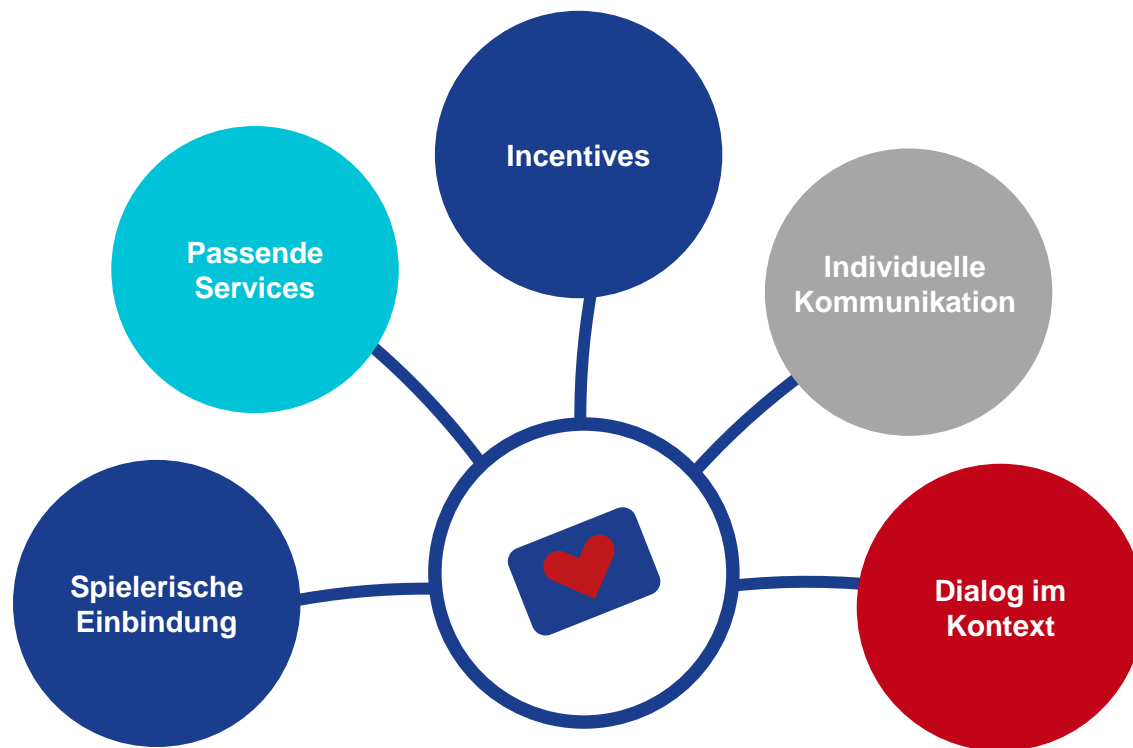 Incentives
Passende
Services
Individuelle
Kommunikation
Spielerische
Einbindung
Dialog im
Kontext